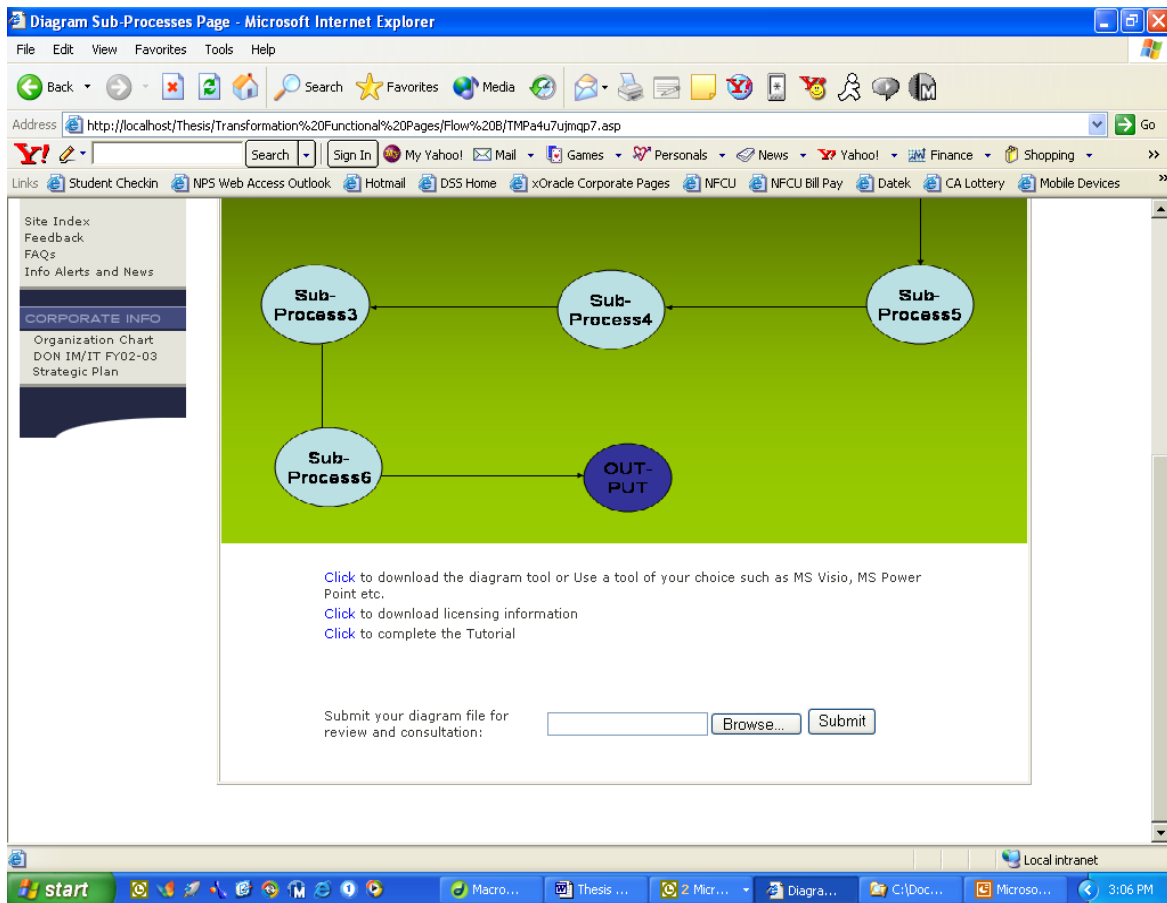 Diagram Sub-Processes Page - Microsoft Internet Explorer
File Edit View Favorites Tools Help
Back Search Favorites Media
Address http://localhost/Thesis/Transformation%20Functional%20Pages/Flow%20B/TMPa4u7ujmqp7.asp Go
Y! Search Sign In My Yahoo! Mail Games Personals News Yahoo! Finance Shopping »
Links Student Checkin NPS Web Access Outlook Hotmail DSS Home xOracle Corporate Pages NFCU NFCU Bill Pay Datek CA Lottery Mobile Devices »
Site Index
Feedback
FAQs
Info Alerts and News
CORPORATE INFO
Organization Chart
DON IM/IT FY02-03
Strategic Plan
Sub-
Process3
Sub-
Process4
Sub-
Process5
Sub-
Process6
OUT-
PUT
Click to download the diagram tool or Use a tool of your choice such as MS Visio, MS Power
Point etc.
Click to download licensing information
Click to complete the Tutorial
Submit your diagram file for
review and consultation:
Browse... Submit
Local intranet
start Macro... Thesis ... 2 Micr... Diagra... C:\Doc... Microso... 3:06 PM